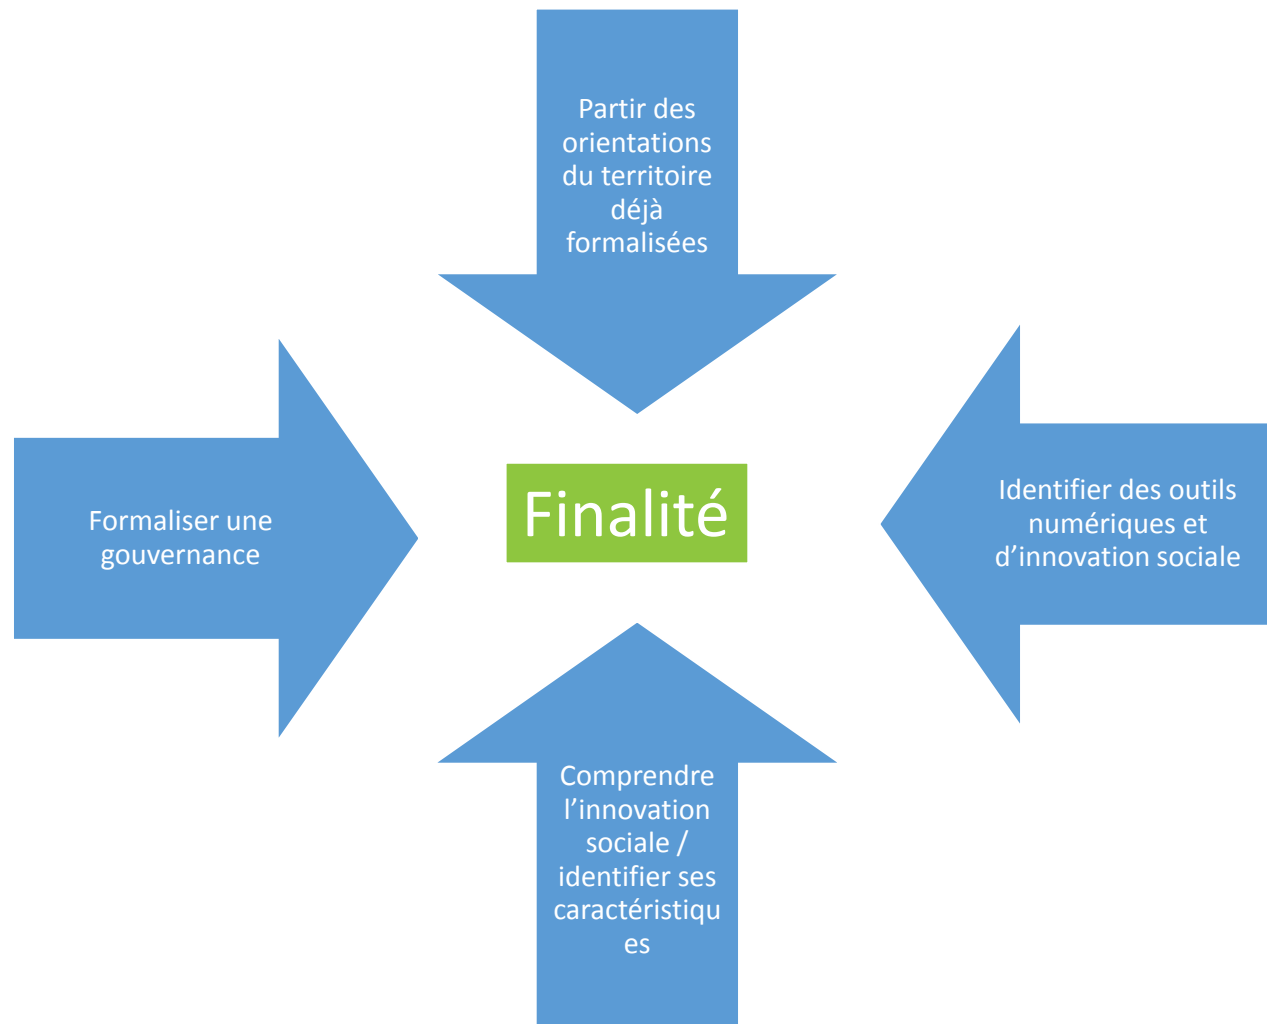 Partir des
orientations
du territoire
déjà
formalisées
Formaliser une
gouvernance
Finalité
Identifier des outils
numériques et
d’innovation sociale
Comprendre
l’innovation
sociale /
identifier ses
caractéristiqu
es